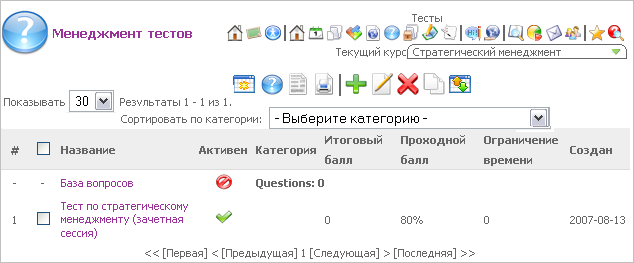 Тесты
Менеджмент тестов
Текущий курс Стратегический менеджмент
Показывать 30 Результаты 1 - 1 из 1.
Сортировать по категории: - Выберите категорию -
# Название Активен Категория Итоговый балл Проходной балл Ограничение времени Создан
- - База вопросов Questions: 0
1 Тест по стратегическому менеджменту (зачетная сессия) 0 80% 0 2007-08-13
<< [Первая] < [Предыдущая] 1 [Следующая] > [Последняя] >>